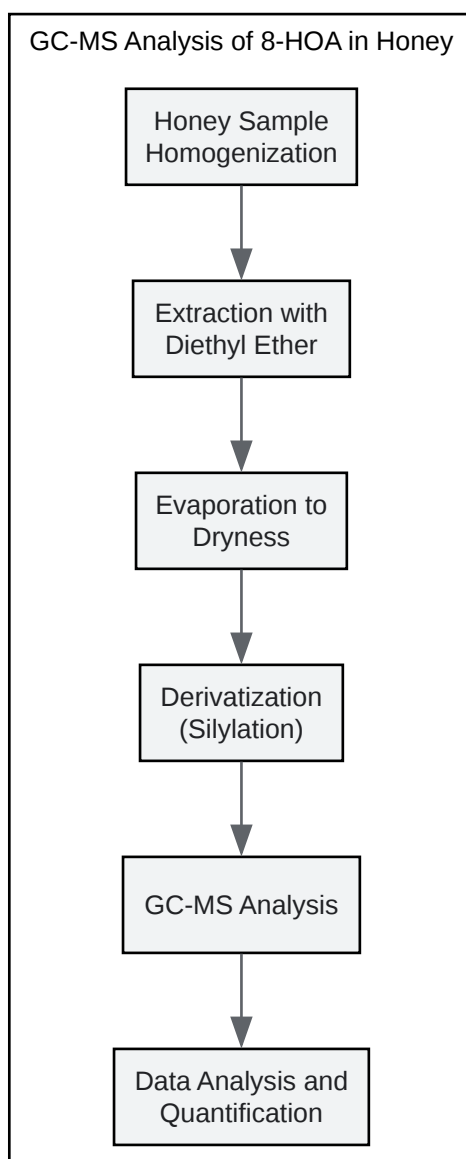 GC-MS Analysis of 8-HOA in Honey
Honey Sample
Homogenization
Extraction with
Diethyl Ether
Evaporation to
Dryness
Derivatization
(Silylation)
GC-MS Analysis
Data Analysis and
Quantification